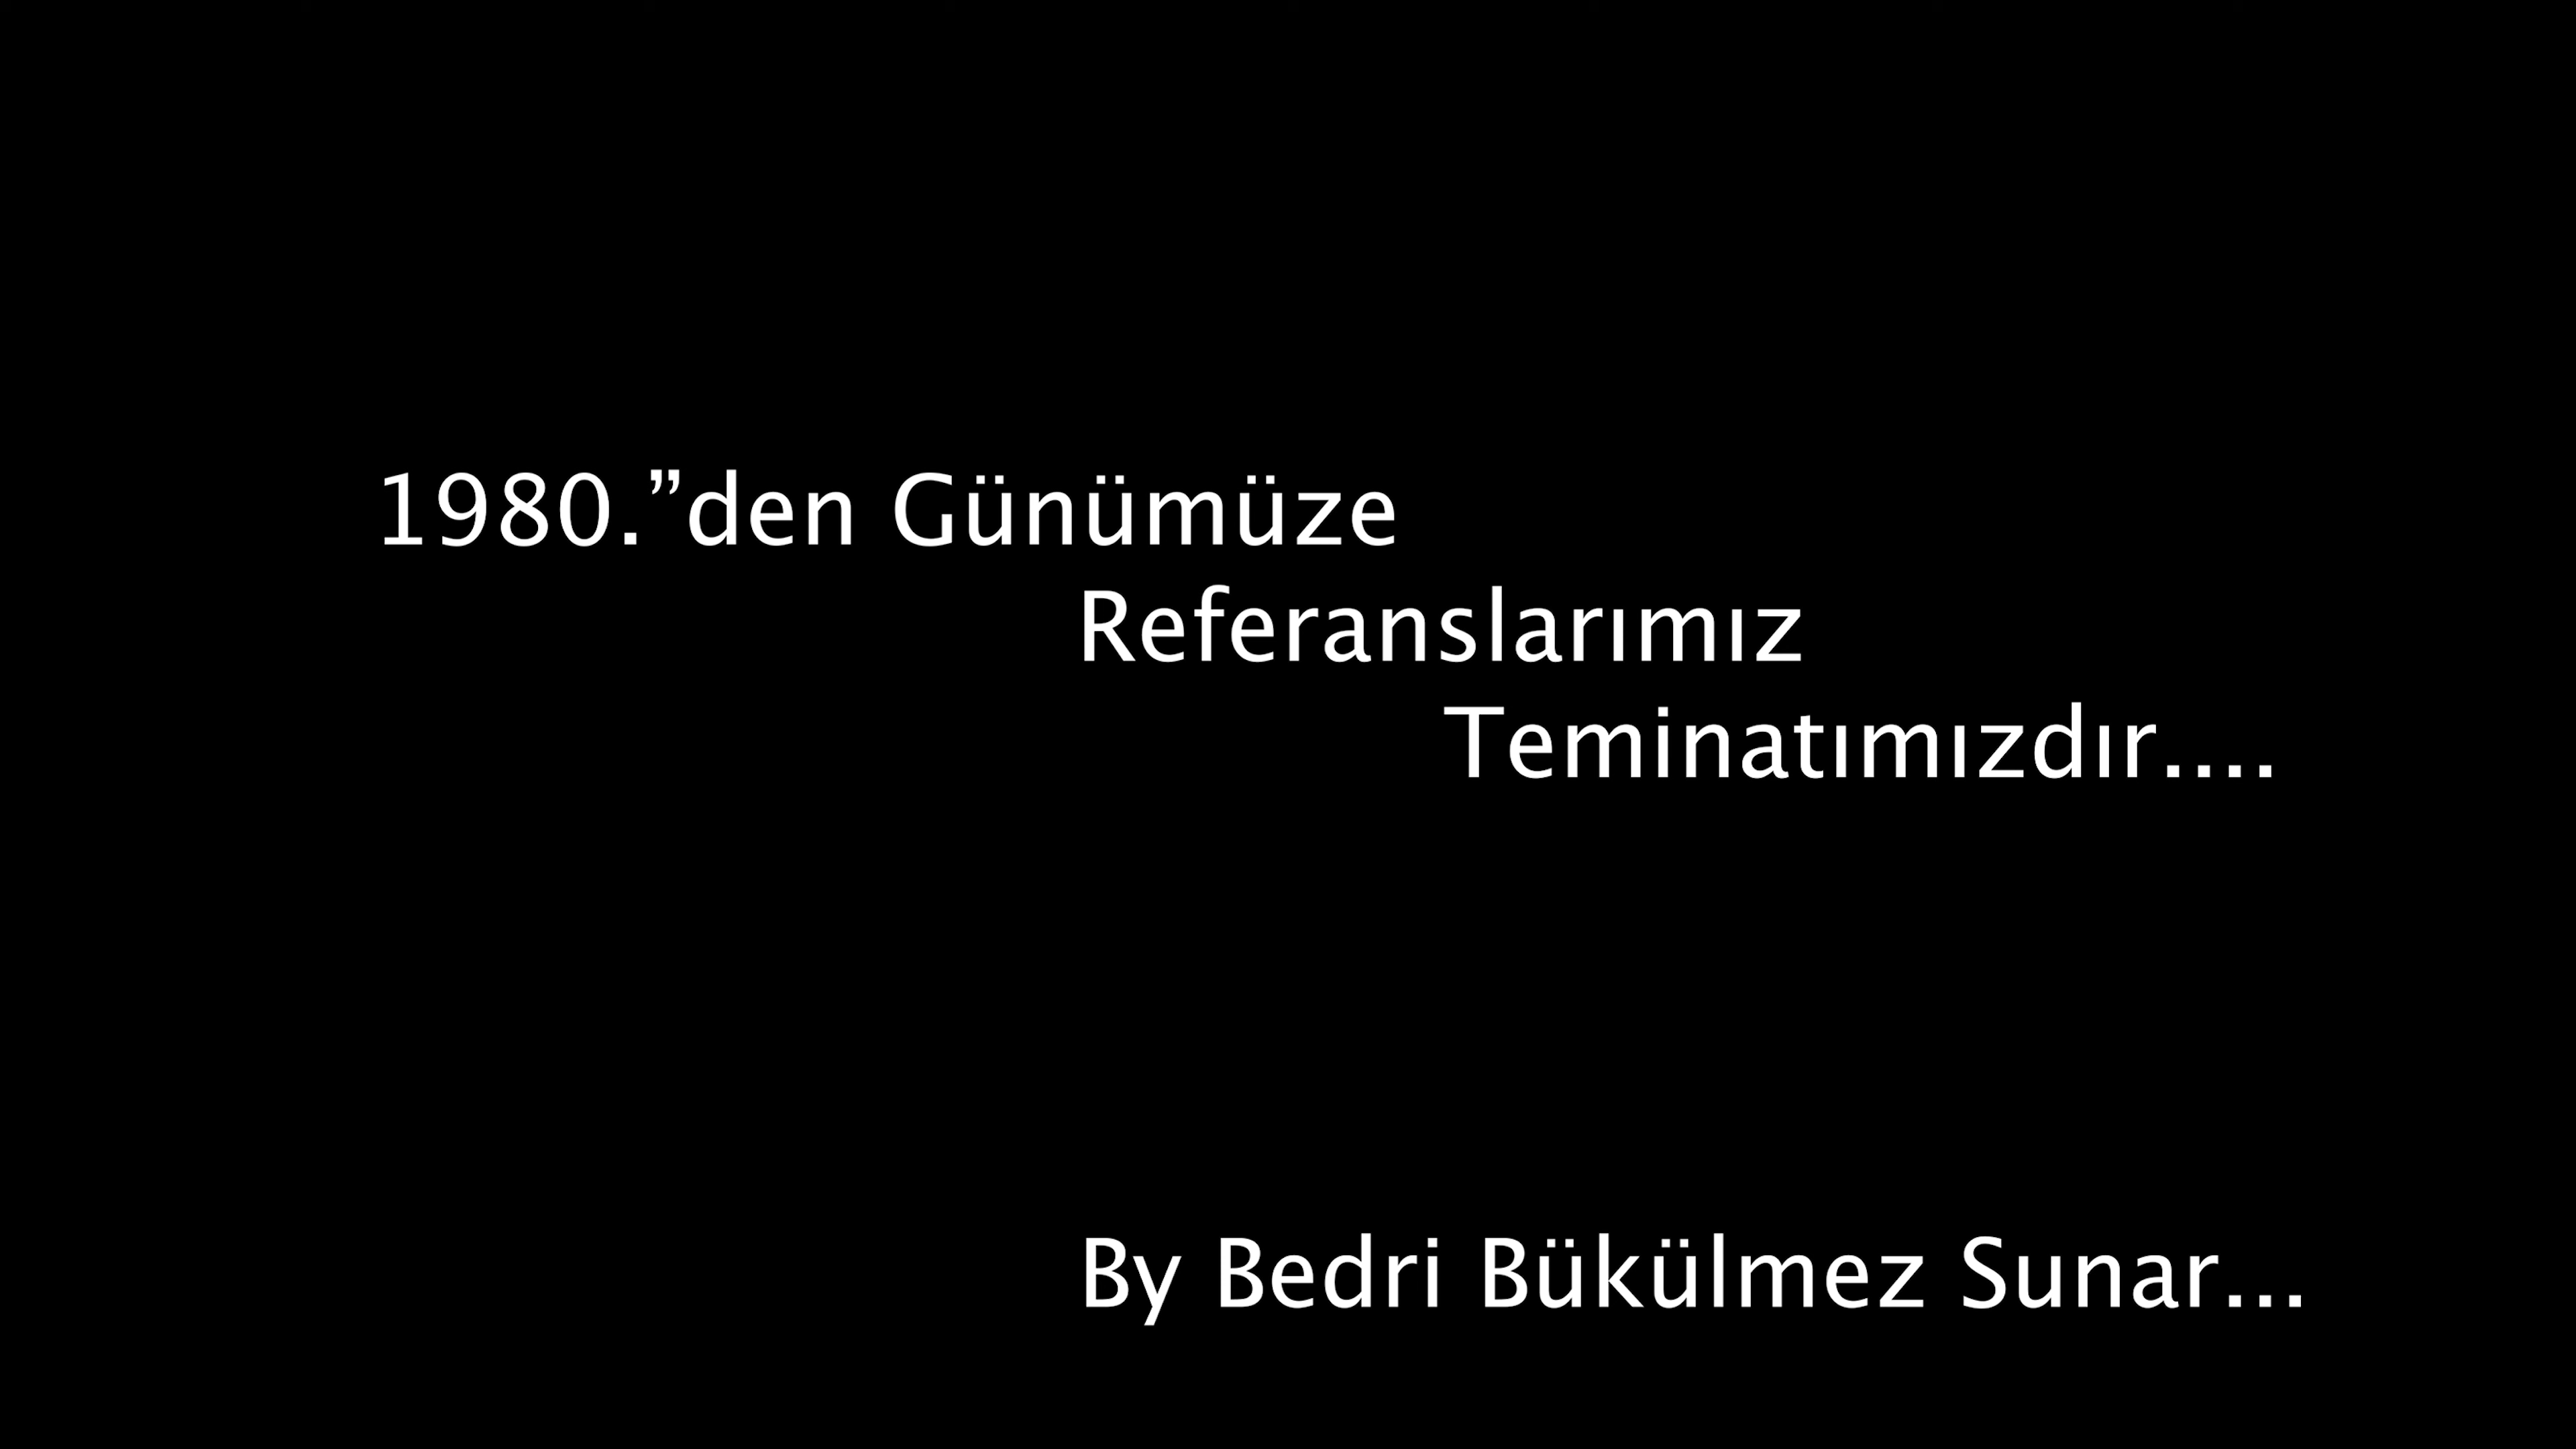 1980.”den Günümüze
Referanslarımız
Teminatımızdır....
By Bedri Bükülmez Sunar...